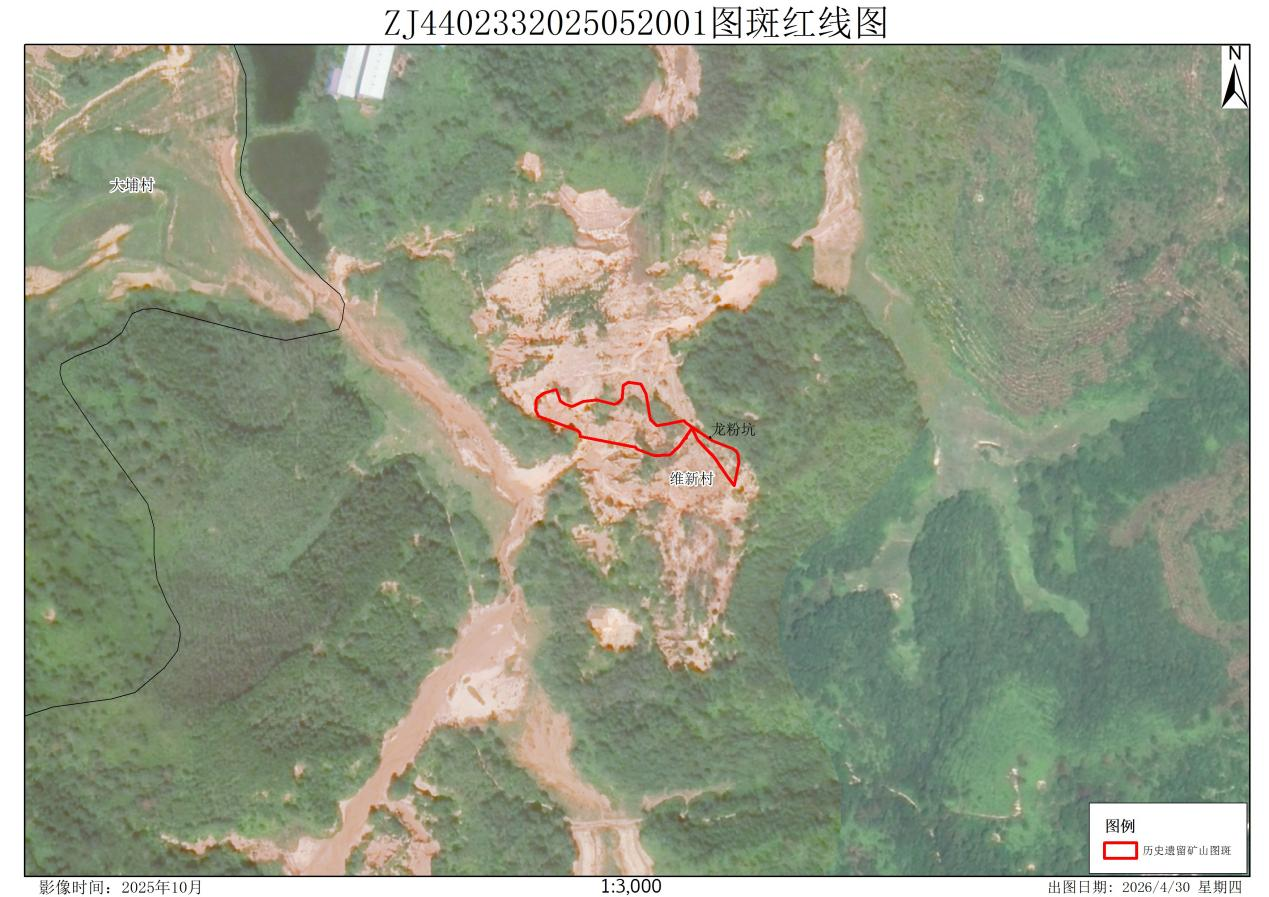 ZJ4402332025052001图斑红线图
N
大埔村
龙粉坑
维新村
图例
历史遗留矿山图斑
影像时间：2025年10月
1:3,000
出图日期: 2026/4/30 星期四